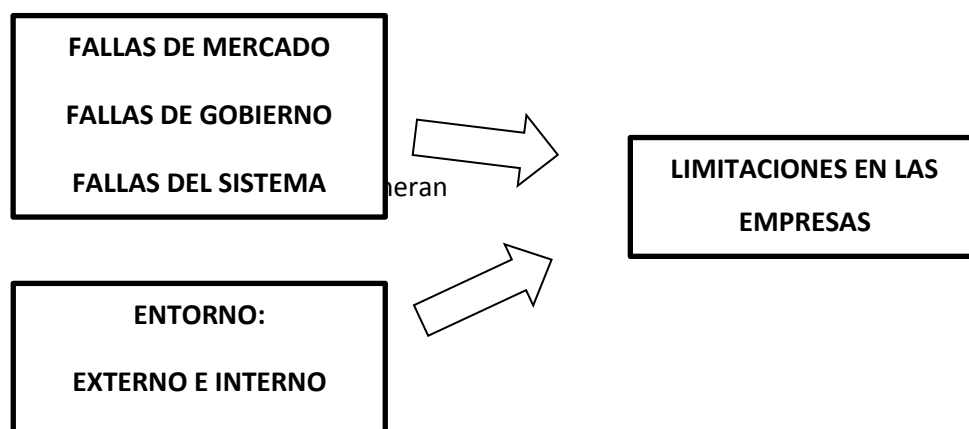 FALLAS DE MERCADO
FALLAS DE GOBIERNO
FALLAS DEL SISTEMA
LIMITACIONES EN LAS
EMPRESAS
ENTORNO:
EXTERNO E INTERNO